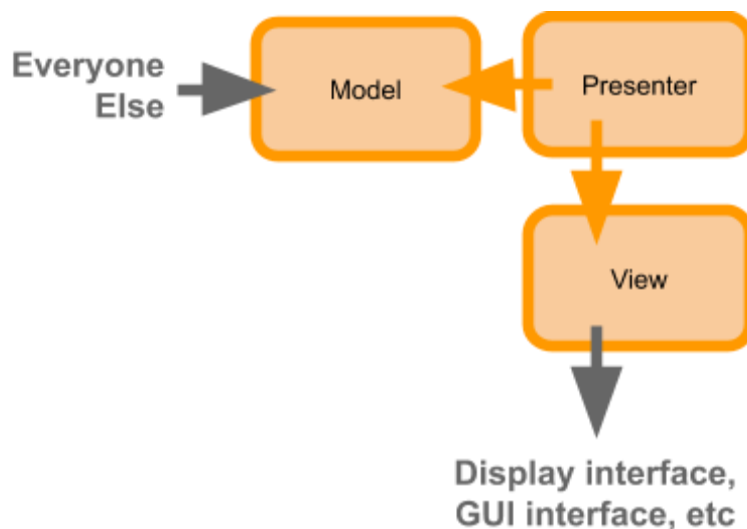 Everyone
Else
Model
Presenter
View
Display interface,
GUI interface, etc